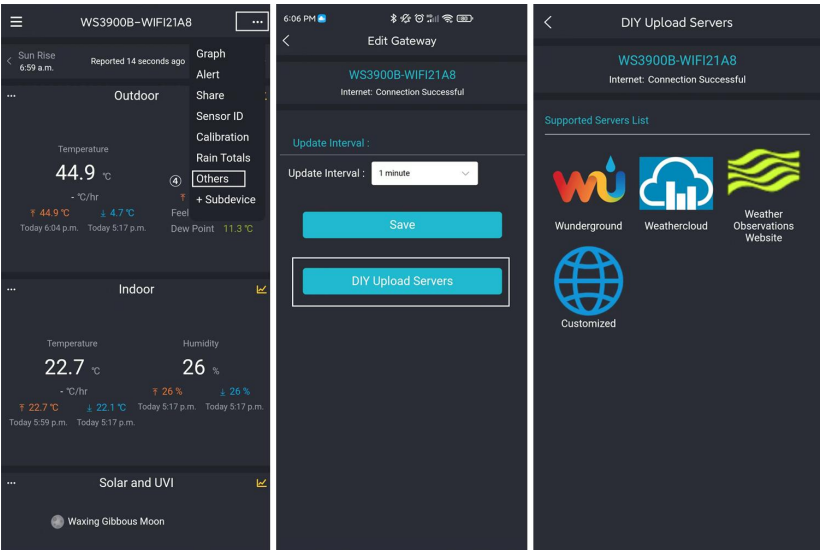 WS3900B-WIFI21A8
Sun Rise
6:59 a.m.
Reported 14 seconds ago
Graph
Alert
Share
Sensor ID
Calibration
Rain Totals
④ Others
+ Subdevice
Outdoor
Temperature
44.9 ℃
- ℃/hr
44.9 ℃ 4.7 ℃
Today 6:04 p.m. Today 5:17 p.m.
Feel
Dew Point 11.3 ℃
Indoor
Temperature Humidity
22.7 ℃ 26 %
- ℃/hr 26 % 26 %
22.7 ℃ 22.1 ℃ Today 5:17 p.m. Today 5:17 p.m.
Today 5:59 p.m. Today 5:17 p.m.
Solar and UVI
Waxing Gibbous Moon
6:06 PM
Edit Gateway
WS3900B-WIFI21A8
Internet: Connection Successful
Update Interval :
Update Interval : 1 minute
Save
DIY Upload Servers
DIY Upload Servers
WS3900B-WIFI21A8
Internet: Connection Successful
Supported Servers List
Wunderground
Weathercloud
Weather
Observations
Website
Customized